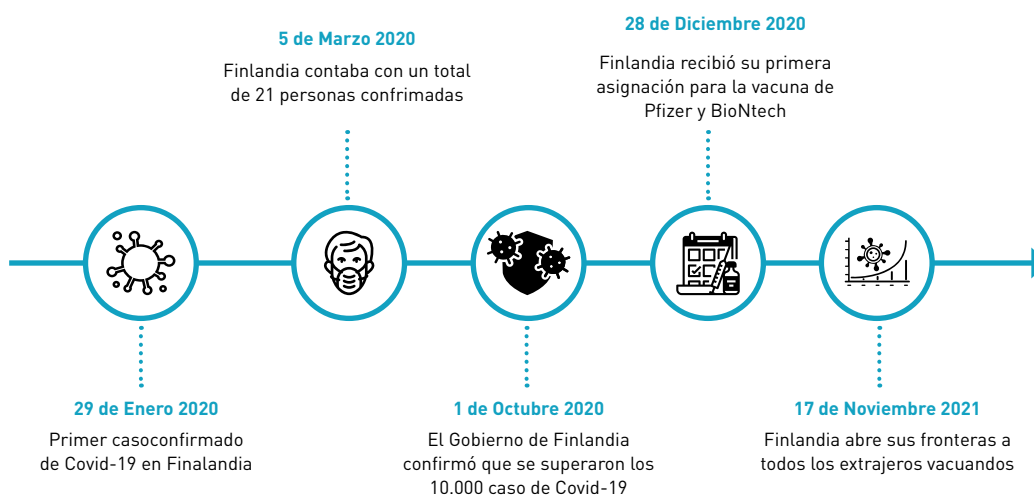 5 de Marzo 2020
Finlandia contaba con un total
de 21 personas confrimadas
28 de Diciembre 2020
Finlandia recibió su primera
asignación para la vacuna de
Pfizer y BioNtech
29 de Enero 2020
Primer casoconfirmado
de Covid-19 en Finalandia
1 de Octubre 2020
El Gobierno de Finlandia
confirmó que se superaron los
10.000 caso de Covid-19
17 de Noviembre 2021
Finlandia abre sus fronteras a
todos los extrajeros vacuandos